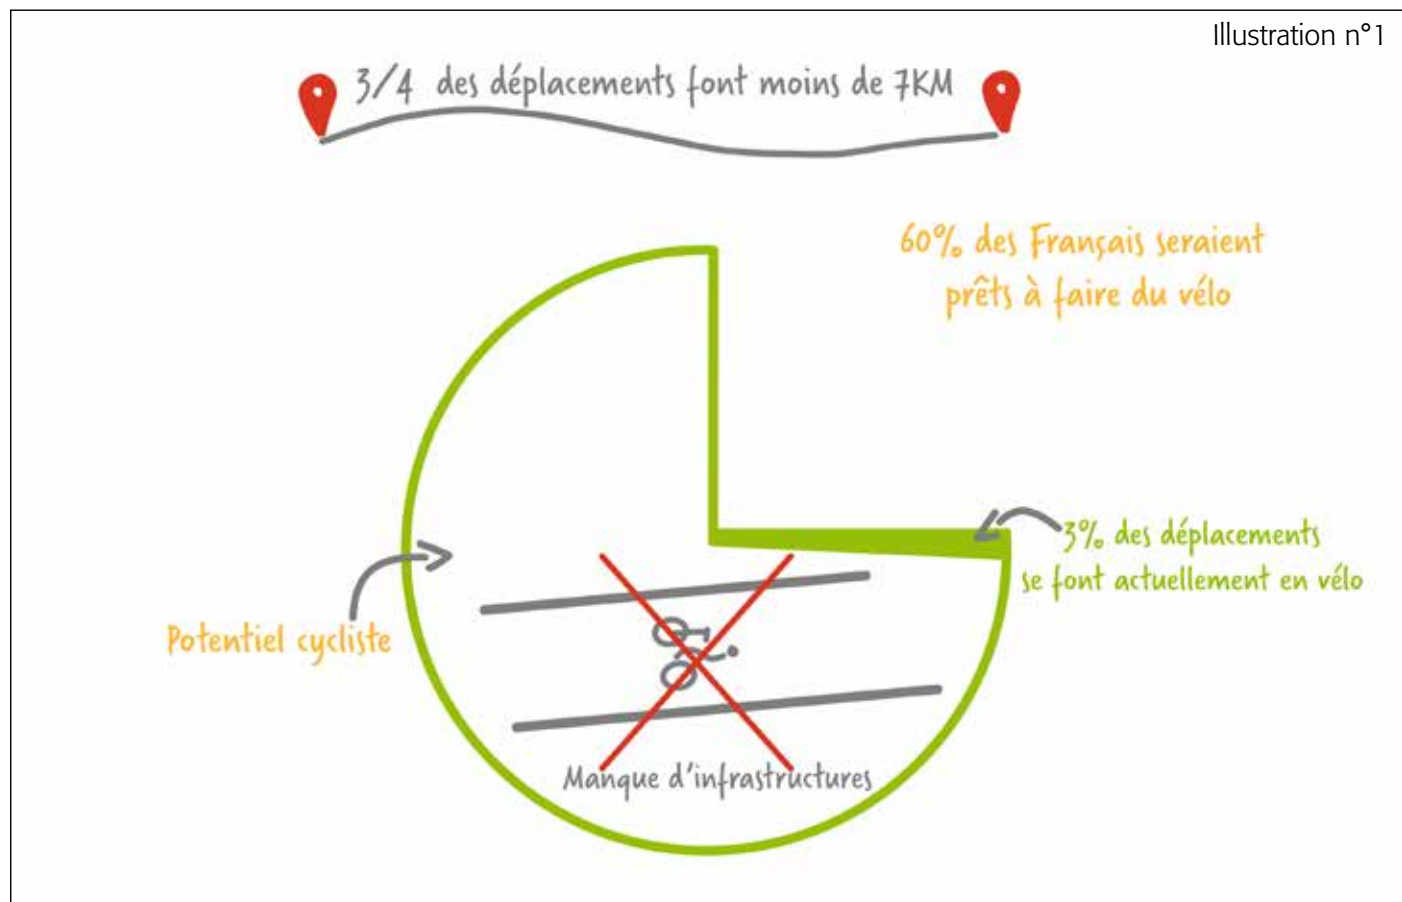 Illustration n°1
3/4 des déplacements font moins de 7KM
60% des Français seraient
prêts à faire du vélo
3% des déplacements
se font actuellement en vélo
Potentiel cycliste
Manque d'infrastructures